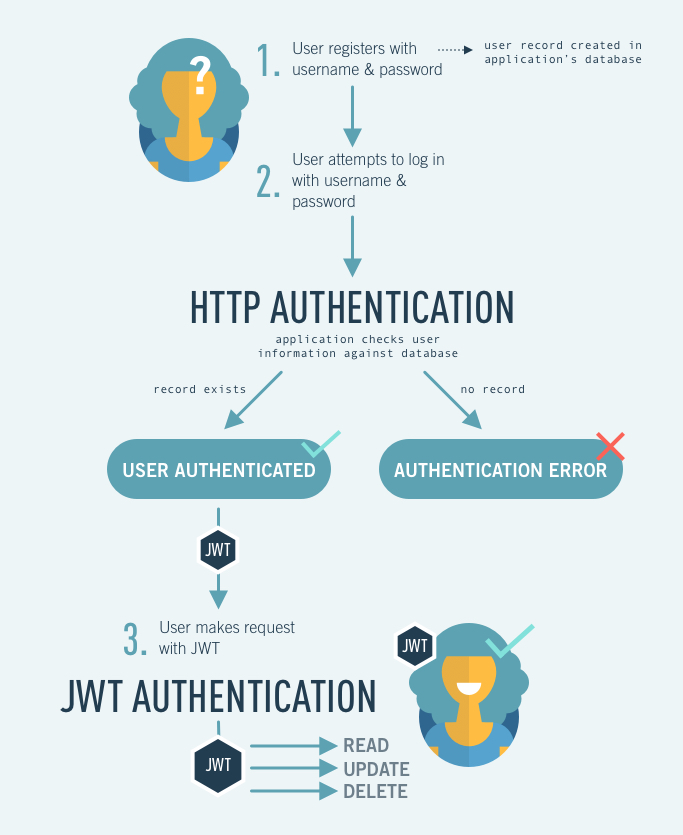 ?
1. User registers with
username & password
user record created in
application's database
2. User attempts to log in
with username &
password
HTTP AUTHENTICATION
application checks user
information against database
record exists
no record
USER AUTHENTICATED
AUTHENTICATION ERROR
JWT
3. User makes request
with JWT
JWT
JWT AUTHENTICATION
JWT
READ
UPDATE
DELETE